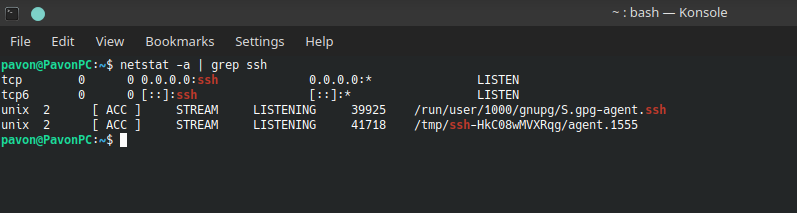 ~ : bash — Konsole
File Edit View Bookmarks Settings Help
pavon@PavonPC:~$ netstat -a | grep ssh
tcp        0      0 0.0.0.0:ssh             0.0.0.0:*               LISTEN
tcp6       0      0 [::]:ssh                [::]:*                  LISTEN
unix  2      [ ACC ]     STREAM     LISTENING     39925    /run/user/1000/gnupg/S.gpg-agent.ssh
unix  2      [ ACC ]     STREAM     LISTENING     41718    /tmp/ssh-HkC08wMVXRqg/agent.1555
pavon@PavonPC:~$